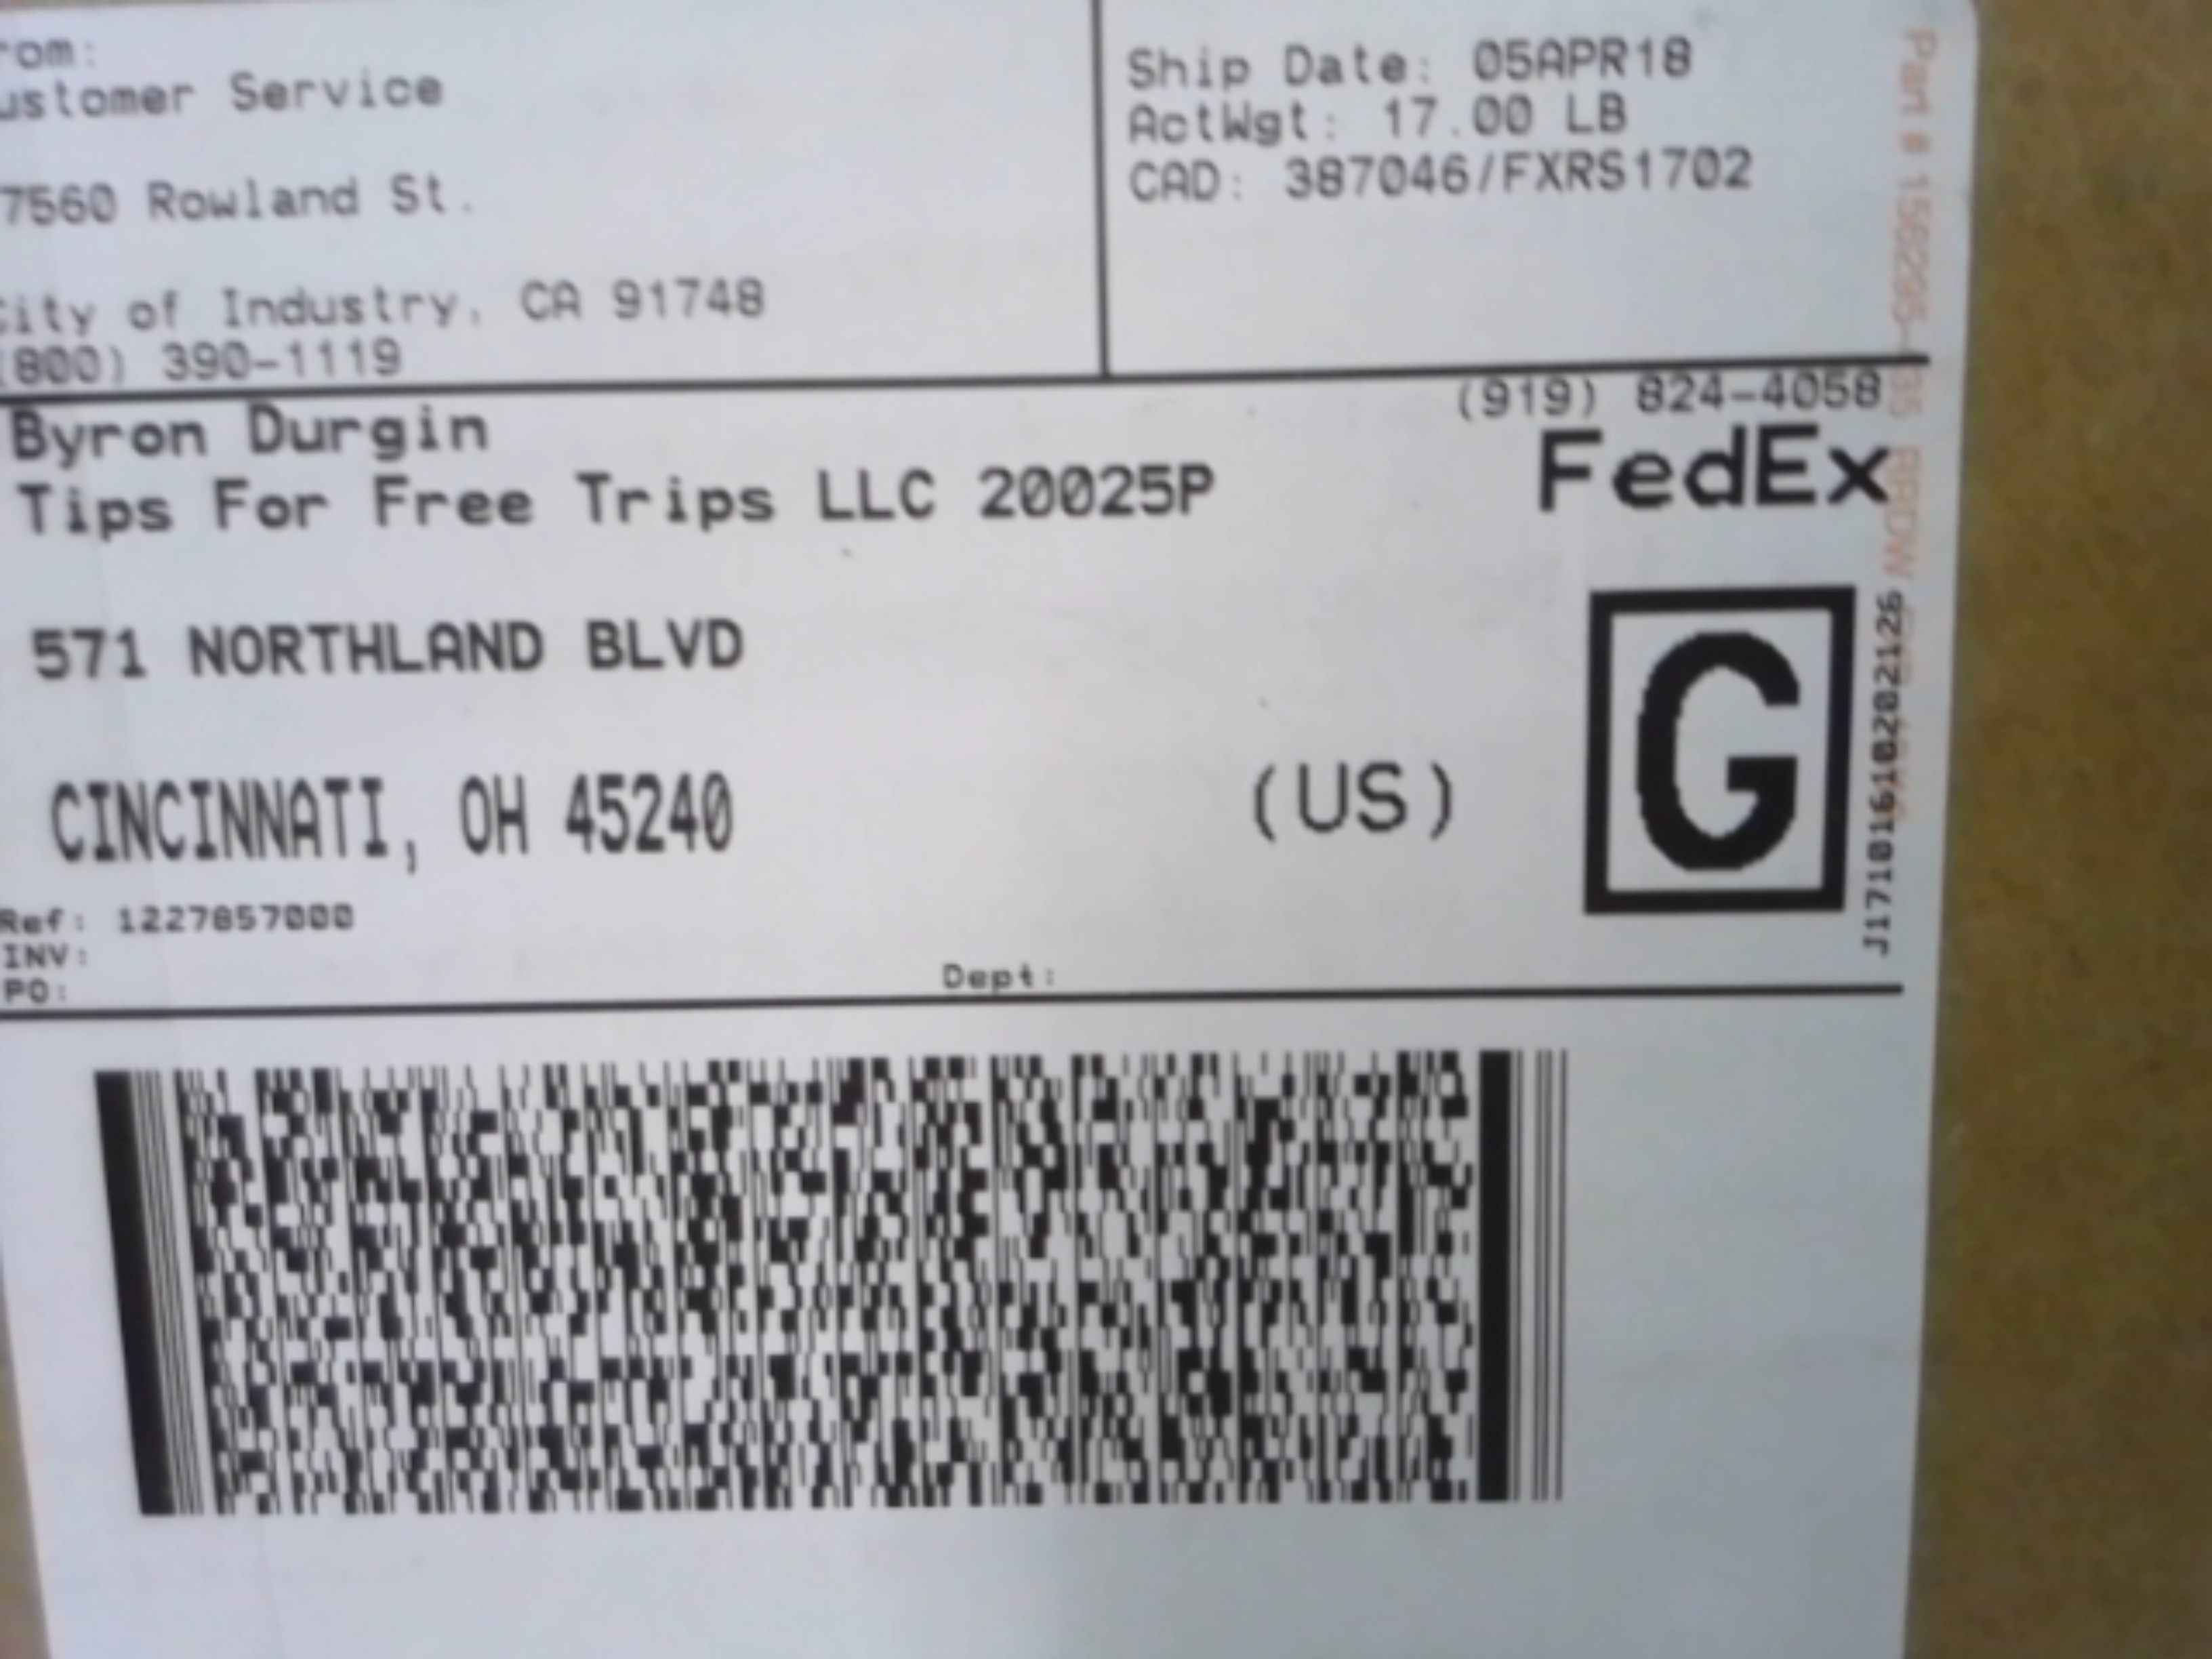 rom:
ustomer Service
7560 Rowland St.
City of Industry, CA 91748
(800) 390-1119
Ship Date: 05APR18
ActWgt: 17.00 LB
CAD: 387046/FXRS1702
(919) 824-4058
Byron Durgin
Tips For Free Trips LLC 20025P
FedEx
571 NORTHLAND BLVD
G
CINCINNATI, OH 45240
(US)
Ref: 1227857000
INV:
PO:
Dept:
Part #